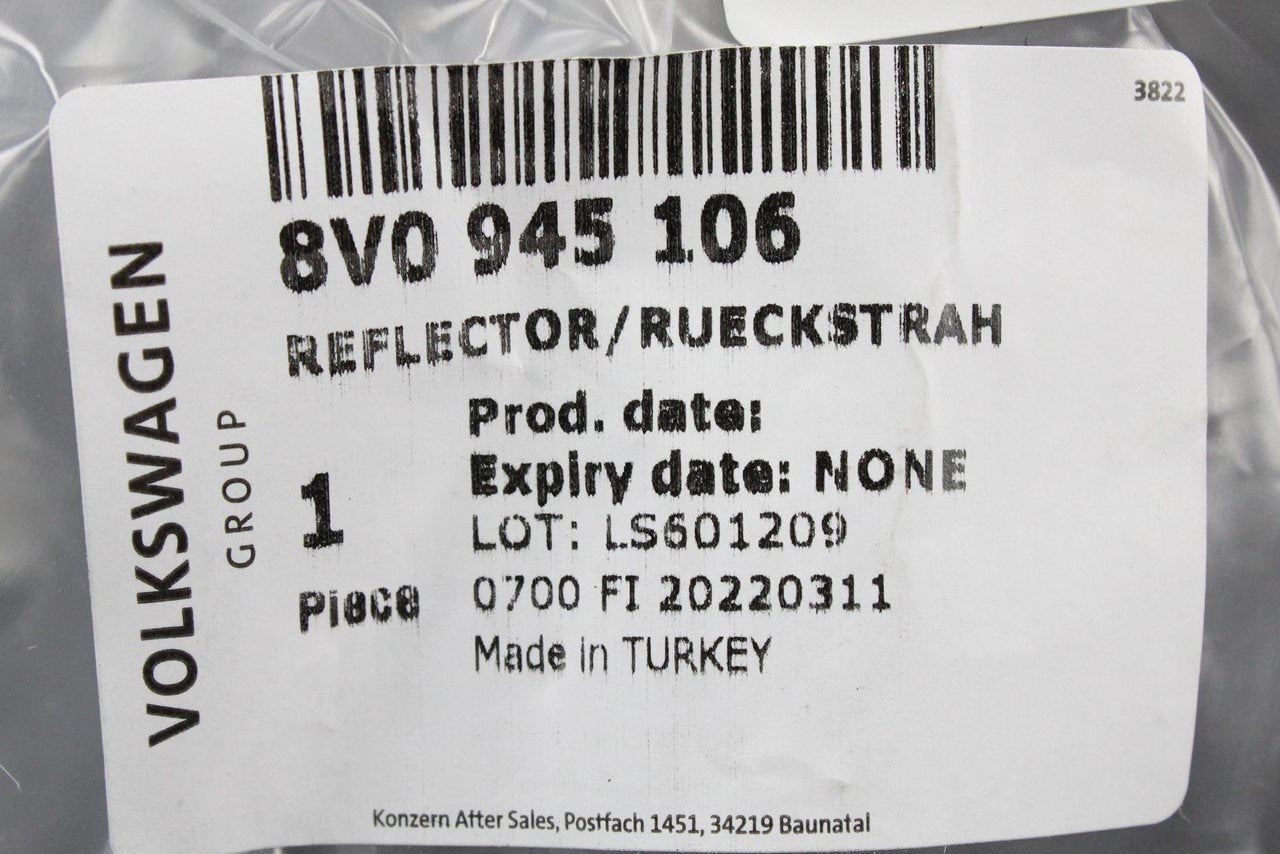 3822
8V0 945 106
REFLECTOR/RUECKSTRAH
Prod. date:
Expiry date: NONE
LOT: LS601209
1
Piece
0700 FI 20220311
Made in TURKEY
VOLKSWAGEN
GROUP
Konzern After Sales, Postfach 1451, 34219 Baunatal